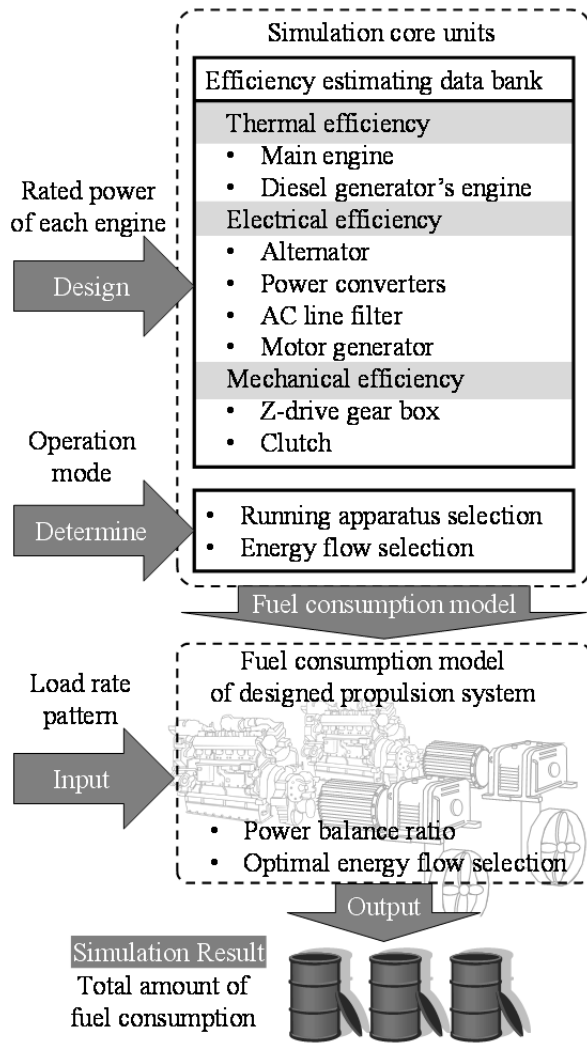 Simulation core units
Efficiency estimating data bank
Thermal efficiency
• Main engine
• Diesel generator's engine
Electrical efficiency
• Alternator
• Power converters
• AC line filter
• Motor generator
Mechanical efficiency
• Z-drive gear box
• Clutch
Rated power
of each engine
Design
Operation
mode
Determine
• Running apparatus selection
• Energy flow selection
Fuel consumption model
Fuel consumption model
of designed propulsion system
Load rate
pattern
Input
• Power balance ratio
• Optimal energy flow selection
Output
Simulation Result
Total amount of
fuel consumption